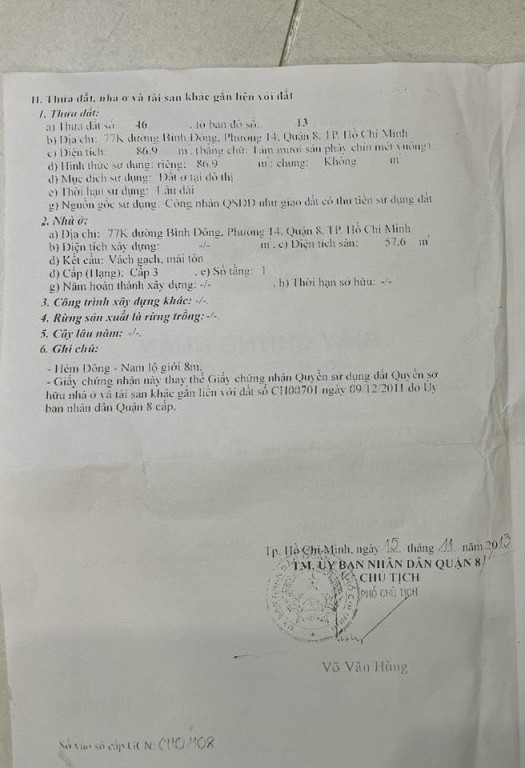 II. Thửa đất, nhà ở và tài sản khác gắn liền với đất
1. Thửa đất:
a) Thửa đất số: 46 , tờ bản đồ số: 13
b) Địa chỉ: 77K đường Bình Đông, Phường 14, Quận 8, TP. Hồ Chí Minh
c) Diện tích: 86.9 m², (bằng chữ: Tám mươi sáu phẩy chín mét vuông)
d) Hình thức sử dụng: riêng: 86.9 m²; chung: Không m²
đ) Mục đích sử dụng: Đất ở tại đô thị
e) Thời hạn sử dụng: Lâu dài
g) Nguồn gốc sử dụng: Công nhận QSDĐ như giao đất có thu tiền sử dụng đất
2. Nhà ở:
a) Địa chỉ: 77K đường Bình Đông, Phường 14, Quận 8, TP. Hồ Chí Minh
b) Diện tích xây dựng: -/- m², c) Diện tích sàn: 57.6 m²
d) Kết cấu: Vách gạch, mái tôn
đ) Cấp (Hạng): Cấp 3 , e) Số tầng: 1
g) Năm hoàn thành xây dựng: -/- , h) Thời hạn sở hữu: -/-
3. Công trình xây dựng khác: -/-.
4. Rừng sản xuất là rừng trồng: -/-.
5. Cây lâu năm: -/-.
6. Ghi chú:
- Hẻm Đông - Nam lộ giới 8m.
- Giấy chứng nhận này thay thế Giấy chứng nhận Quyền sử dụng đất Quyền sở
hữu nhà ở và tài sản khác gắn liền với đất số CH00701 ngày 09/12/2011 do Ủy
ban nhân dân Quận 8 cấp.
Tp. Hồ Chí Minh, ngày 15 tháng 11 năm 2013
TM. ỦY BAN NHÂN DÂN QUẬN 8
CHỦ TỊCH
PHÓ CHỦ TỊCH
Võ Văn Hùng
Số vào sổ cấp GCN: